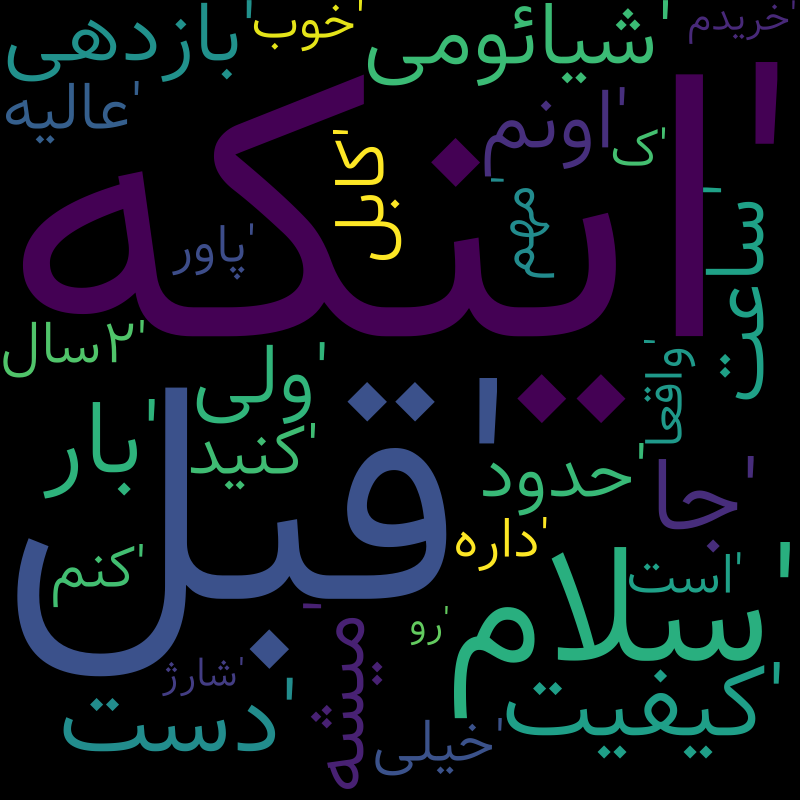 'خریدم
'شیائومی
'خوب
'بازدهی
'اینکه
'اونم
'ک
'عالیه
'کابل
'مهم
'ساعت
'پاور
'۲سال
'ولی
'واقعا
'قبل
'بار
'کنید
'حدود
'جا
'داره
'کنم
'سلام
'است
'رو
'میشه
'شارژ
'کیفیت
'دست
'خیلی